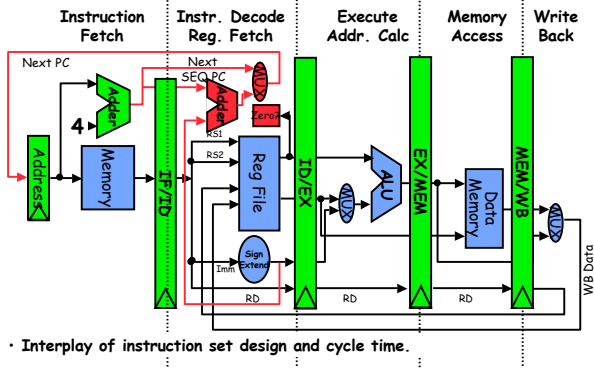 Instruction
Fetch
Instr. Decode
Reg. Fetch
Execute
Addr. Calc
Memory
Access
Write
Back
Next PC
Next
SEQ PC
MUX
Adder
Adder
4
Zero?
RS1
RS2
Address
Memory
IF/ID
Reg File
ID/EX
MUX
ALU
EX/MEM
Data
Memory
MEM/WB
MUX
WB Data
Sign
Extend
Imm
RD
RD
RD
· Interplay of instruction set design and cycle time.